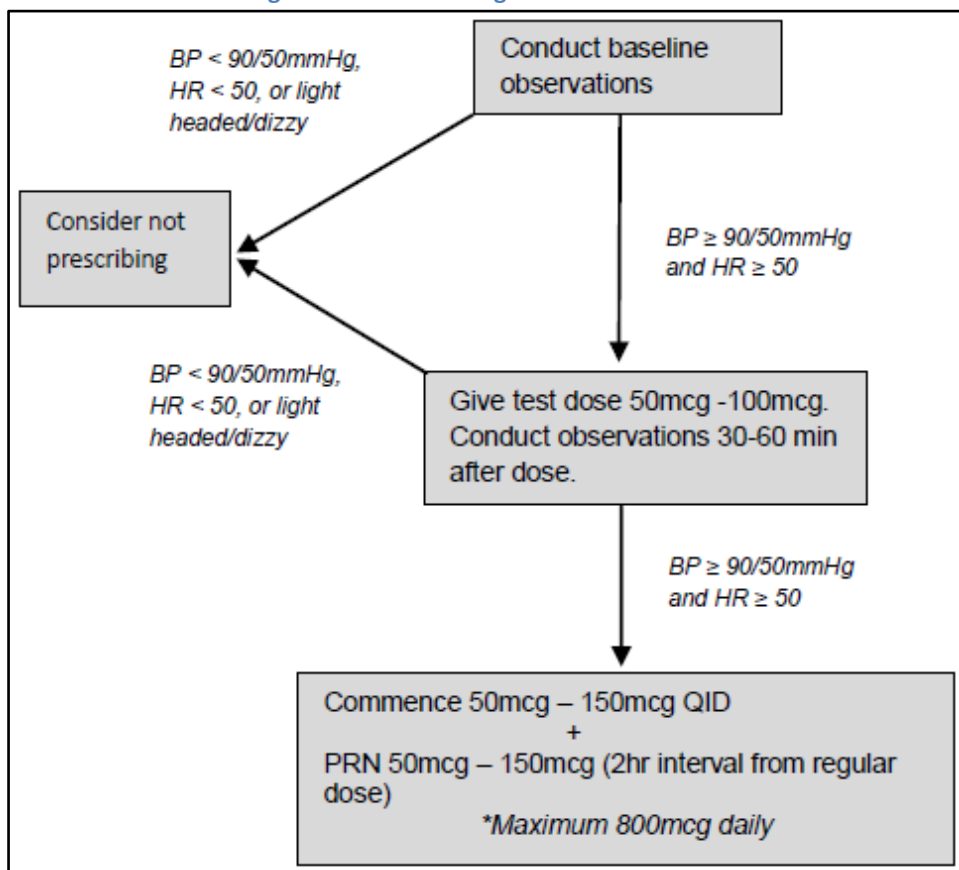 Conduct baseline
observations
BP < 90/50mmHg,
HR < 50, or light
headed/dizzy
Consider not
prescribing
BP ≥ 90/50mmHg
and HR ≥ 50
BP < 90/50mmHg,
HR < 50, or light
headed/dizzy
Give test dose 50mcg -100mcg.
Conduct observations 30-60 min
after dose.
BP ≥ 90/50mmHg
and HR ≥ 50
Commence 50mcg – 150mcg QID
+
PRN 50mcg – 150mcg (2hr interval from regular
dose)
*Maximum 800mcg daily